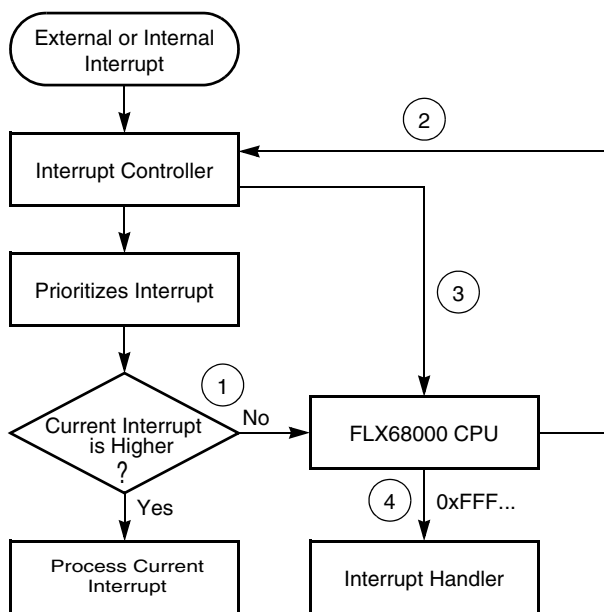 External or Internal
Interrupt
2
Interrupt Controller
Prioritizes Interrupt
3
1
Current Interrupt
is Higher
?
No
FLX68000 CPU
Yes
4
0xFFF...
Process Current
Interrupt
Interrupt Handler